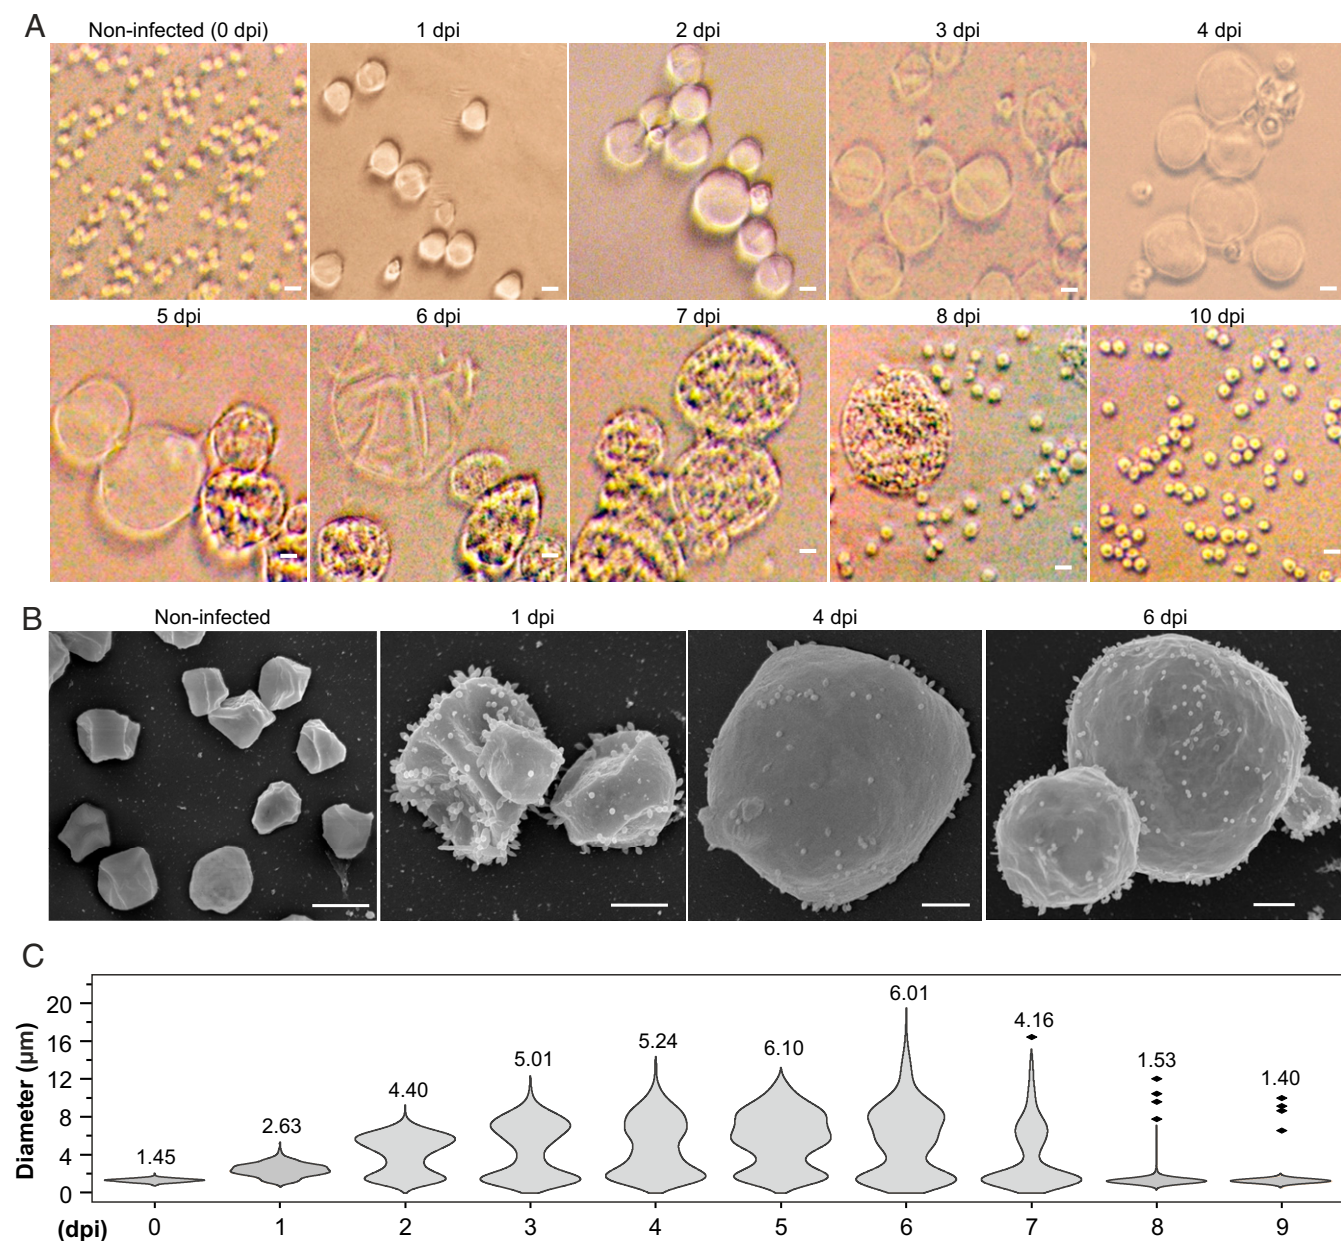 A
Non-infected (0 dpi) 1 dpi 2 dpi 3 dpi 4 dpi
5 dpi 6 dpi 7 dpi 8 dpi 10 dpi
B
Non-infected 1 dpi 4 dpi 6 dpi
C
Diameter (µm)
20
16
12
8
4
0
1.45
2.63
4.40
5.01
5.24
6.10
6.01
4.16
1.53
1.40
(dpi) 0 1 2 3 4 5 6 7 8 9